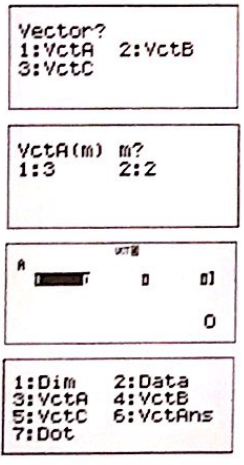 Vector?
1:VctA 2:VctB
3:VctC
VctA(m) m?
1:3 2:2
VCT
A
[ 0 0]
0
1:Dim 2:Data
3:VctA 4:VctB
5:VctC 6:VctAns
7:Dot